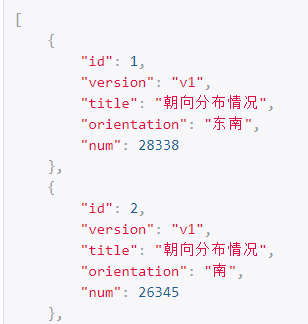 [
{
"id": 1,
"version": "v1",
"title": "朝向分布情况",
"orientation": "东南",
"num": 28338
},
{
"id": 2,
"version": "v1",
"title": "朝向分布情况",
"orientation": "南",
"num": 26345
},